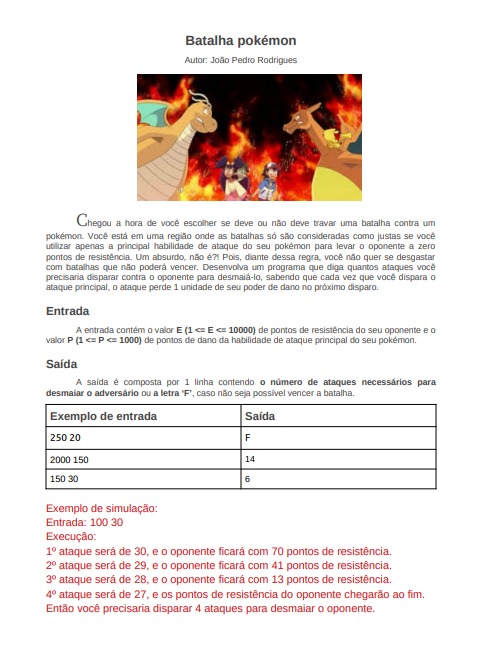 Batalha pokémon
Autor: João Pedro Rodrigues
Chegou a hora de você escolher se deve ou não deve travar uma batalha contra um
pokémon. Você está em uma região onde as batalhas só são consideradas como justas se você
utilizar apenas a principal habilidade de ataque do seu pokémon para levar o oponente a zero
pontos de resistência. Um absurdo, não é?! Pois, diante dessa regra, você não quer se desgastar
com batalhas que não poderá vencer. Desenvolva um programa que diga quantos ataques você
precisaria disparar contra o oponente para desmaiá-lo, sabendo que cada vez que você dispara o
ataque principal, o ataque perde 1 unidade de seu poder de dano no próximo disparo.
Entrada
A entrada contém o valor E (1 <= E <= 10000) de pontos de resistência do seu oponente e o
valor P (1 <= P <= 1000) de pontos de dano da habilidade de ataque principal do seu pokémon.
Saída
A saída é composta por 1 linha contendo o número de ataques necessários para
desmaiar o adversário ou a letra ‘F’, caso não seja possível vencer a batalha.
Exemplo de entrada Saída
250 20 F
2000 150 14
150 30 6
Exemplo de simulação:
Entrada: 100 30
Execução:
1º ataque será de 30, e o oponente ficará com 70 pontos de resistência.
2º ataque será de 29, e o oponente ficará com 41 pontos de resistência.
3º ataque será de 28, e o oponente ficará com 13 pontos de resistência.
4º ataque será de 27, e os pontos de resistência do oponente chegarão ao fim.
Então você precisaria disparar 4 ataques para desmaiar o oponente.